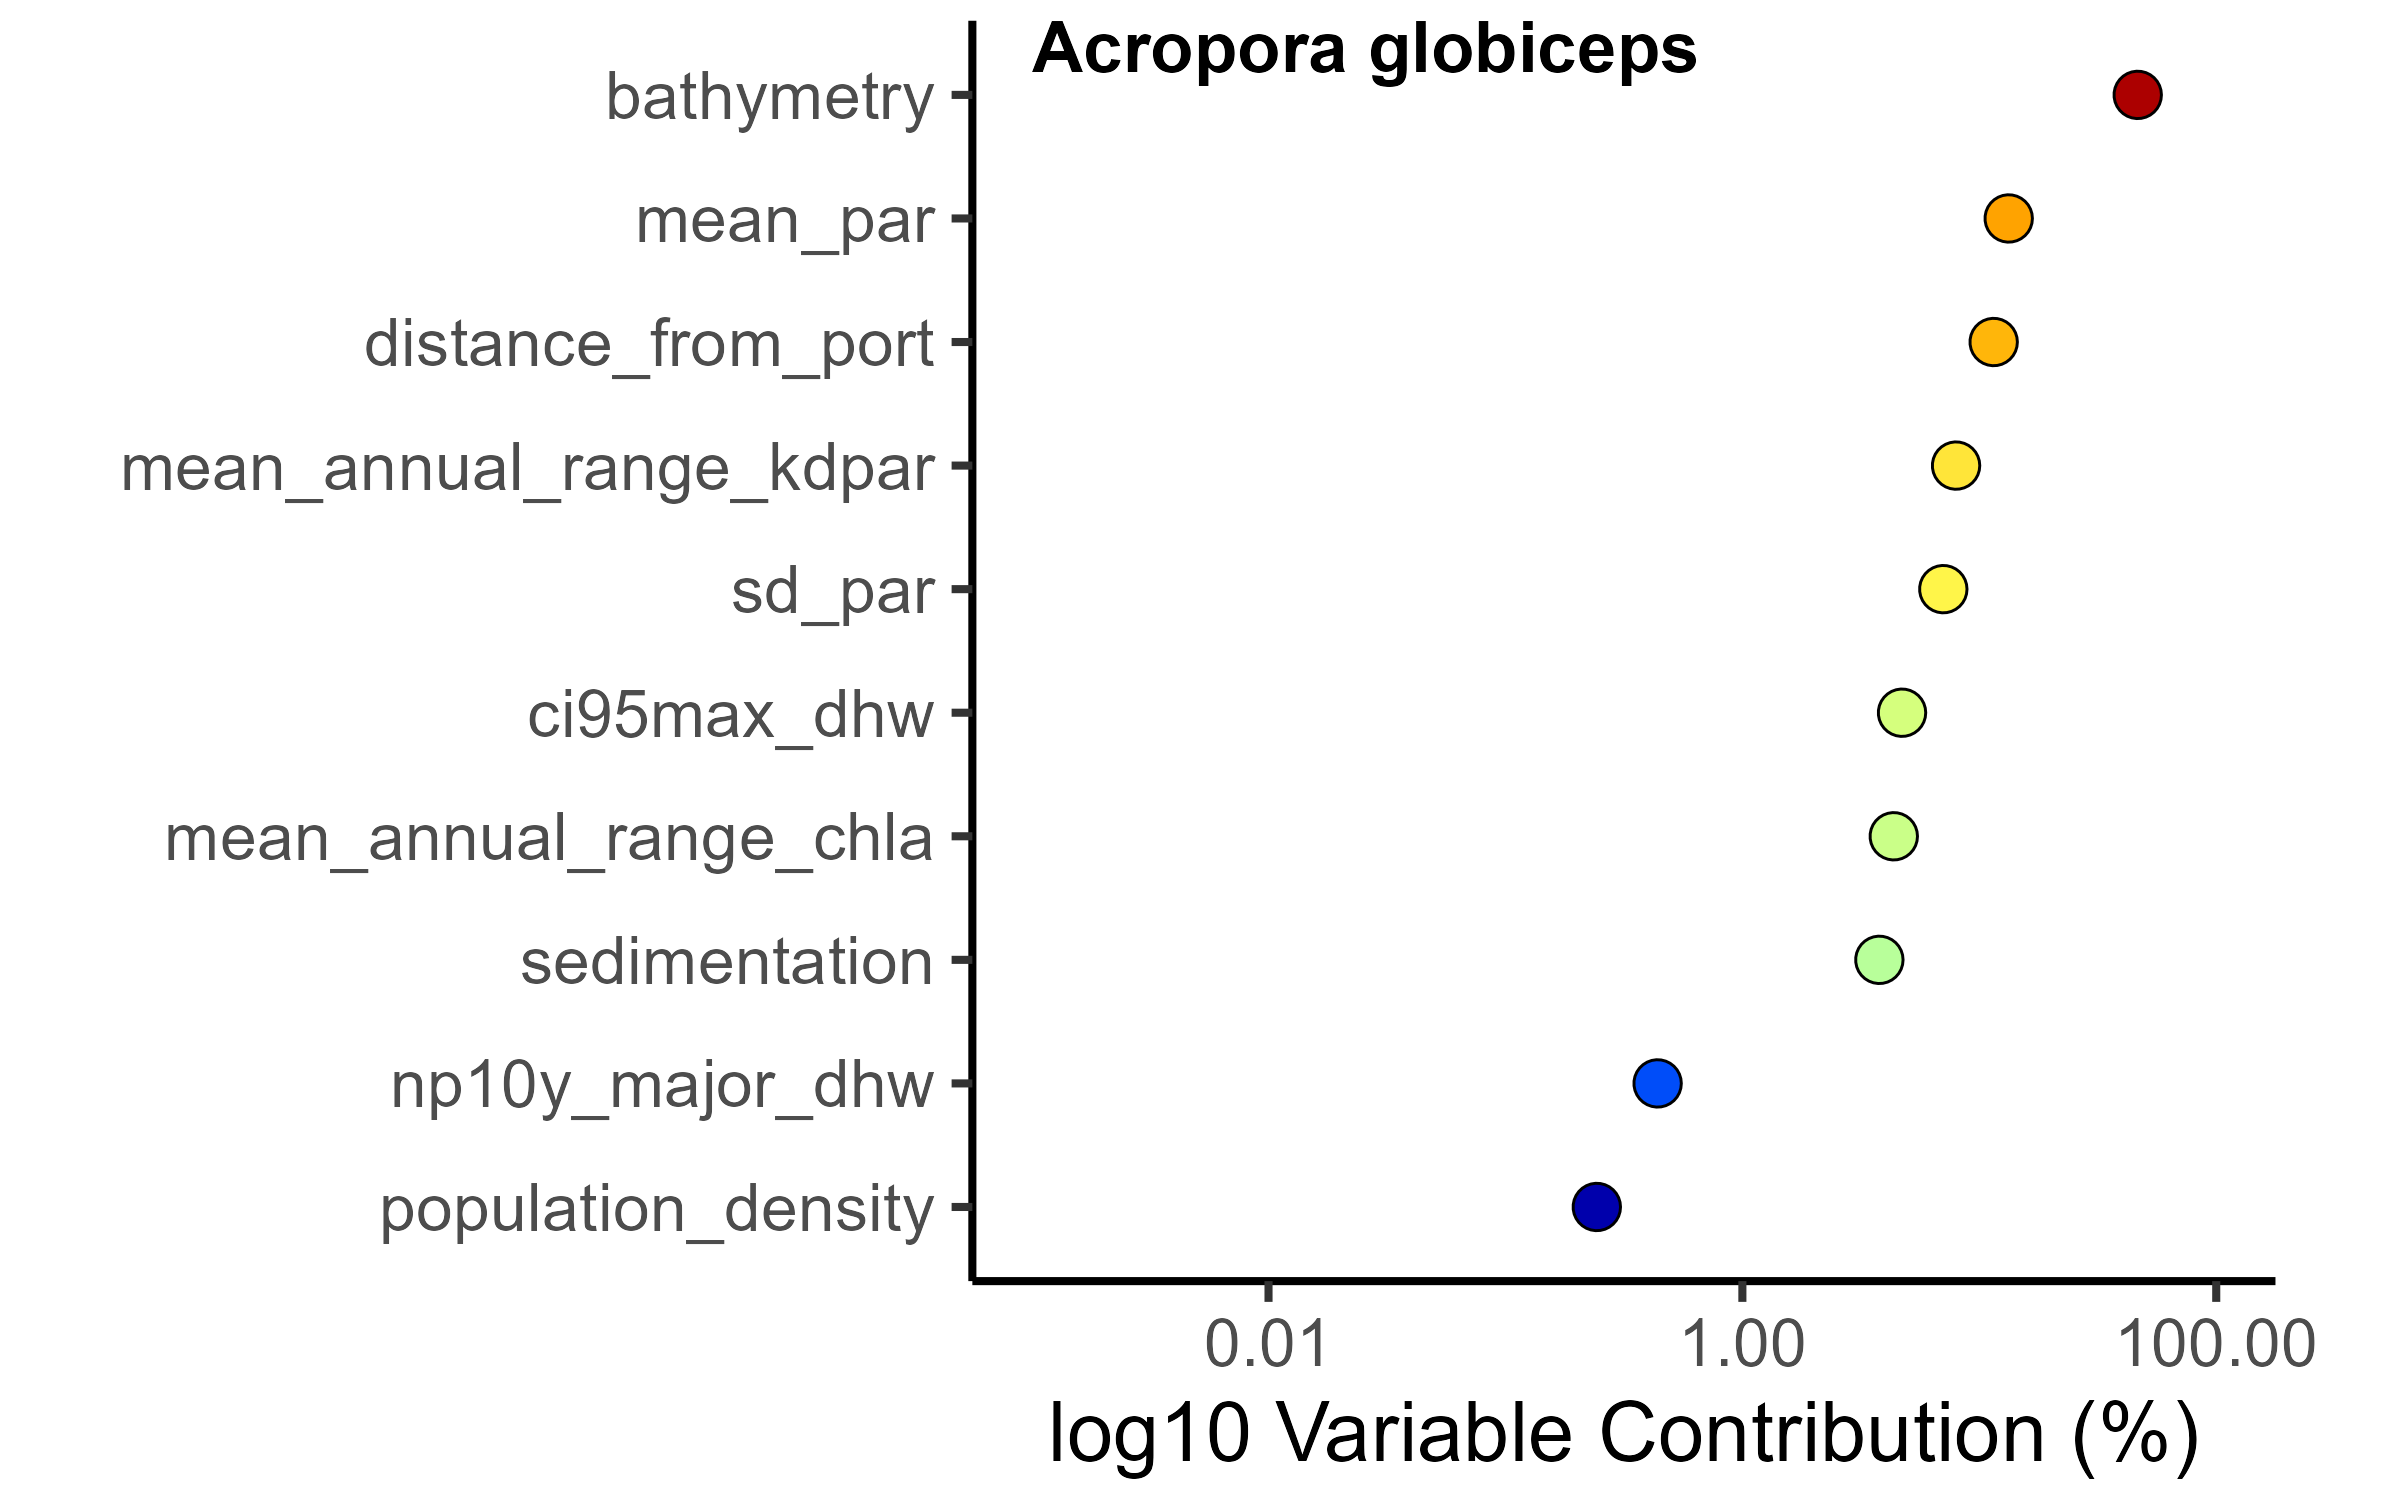 Acropora globiceps
bathymetry
mean_par
distance_from_port
mean_annual_range_kdpar
sd_par
ci95max_dhw
mean_annual_range_chla
sedimentation
np10y_major_dhw
population_density
0.01 1.00 100.00
log10 Variable Contribution (%)